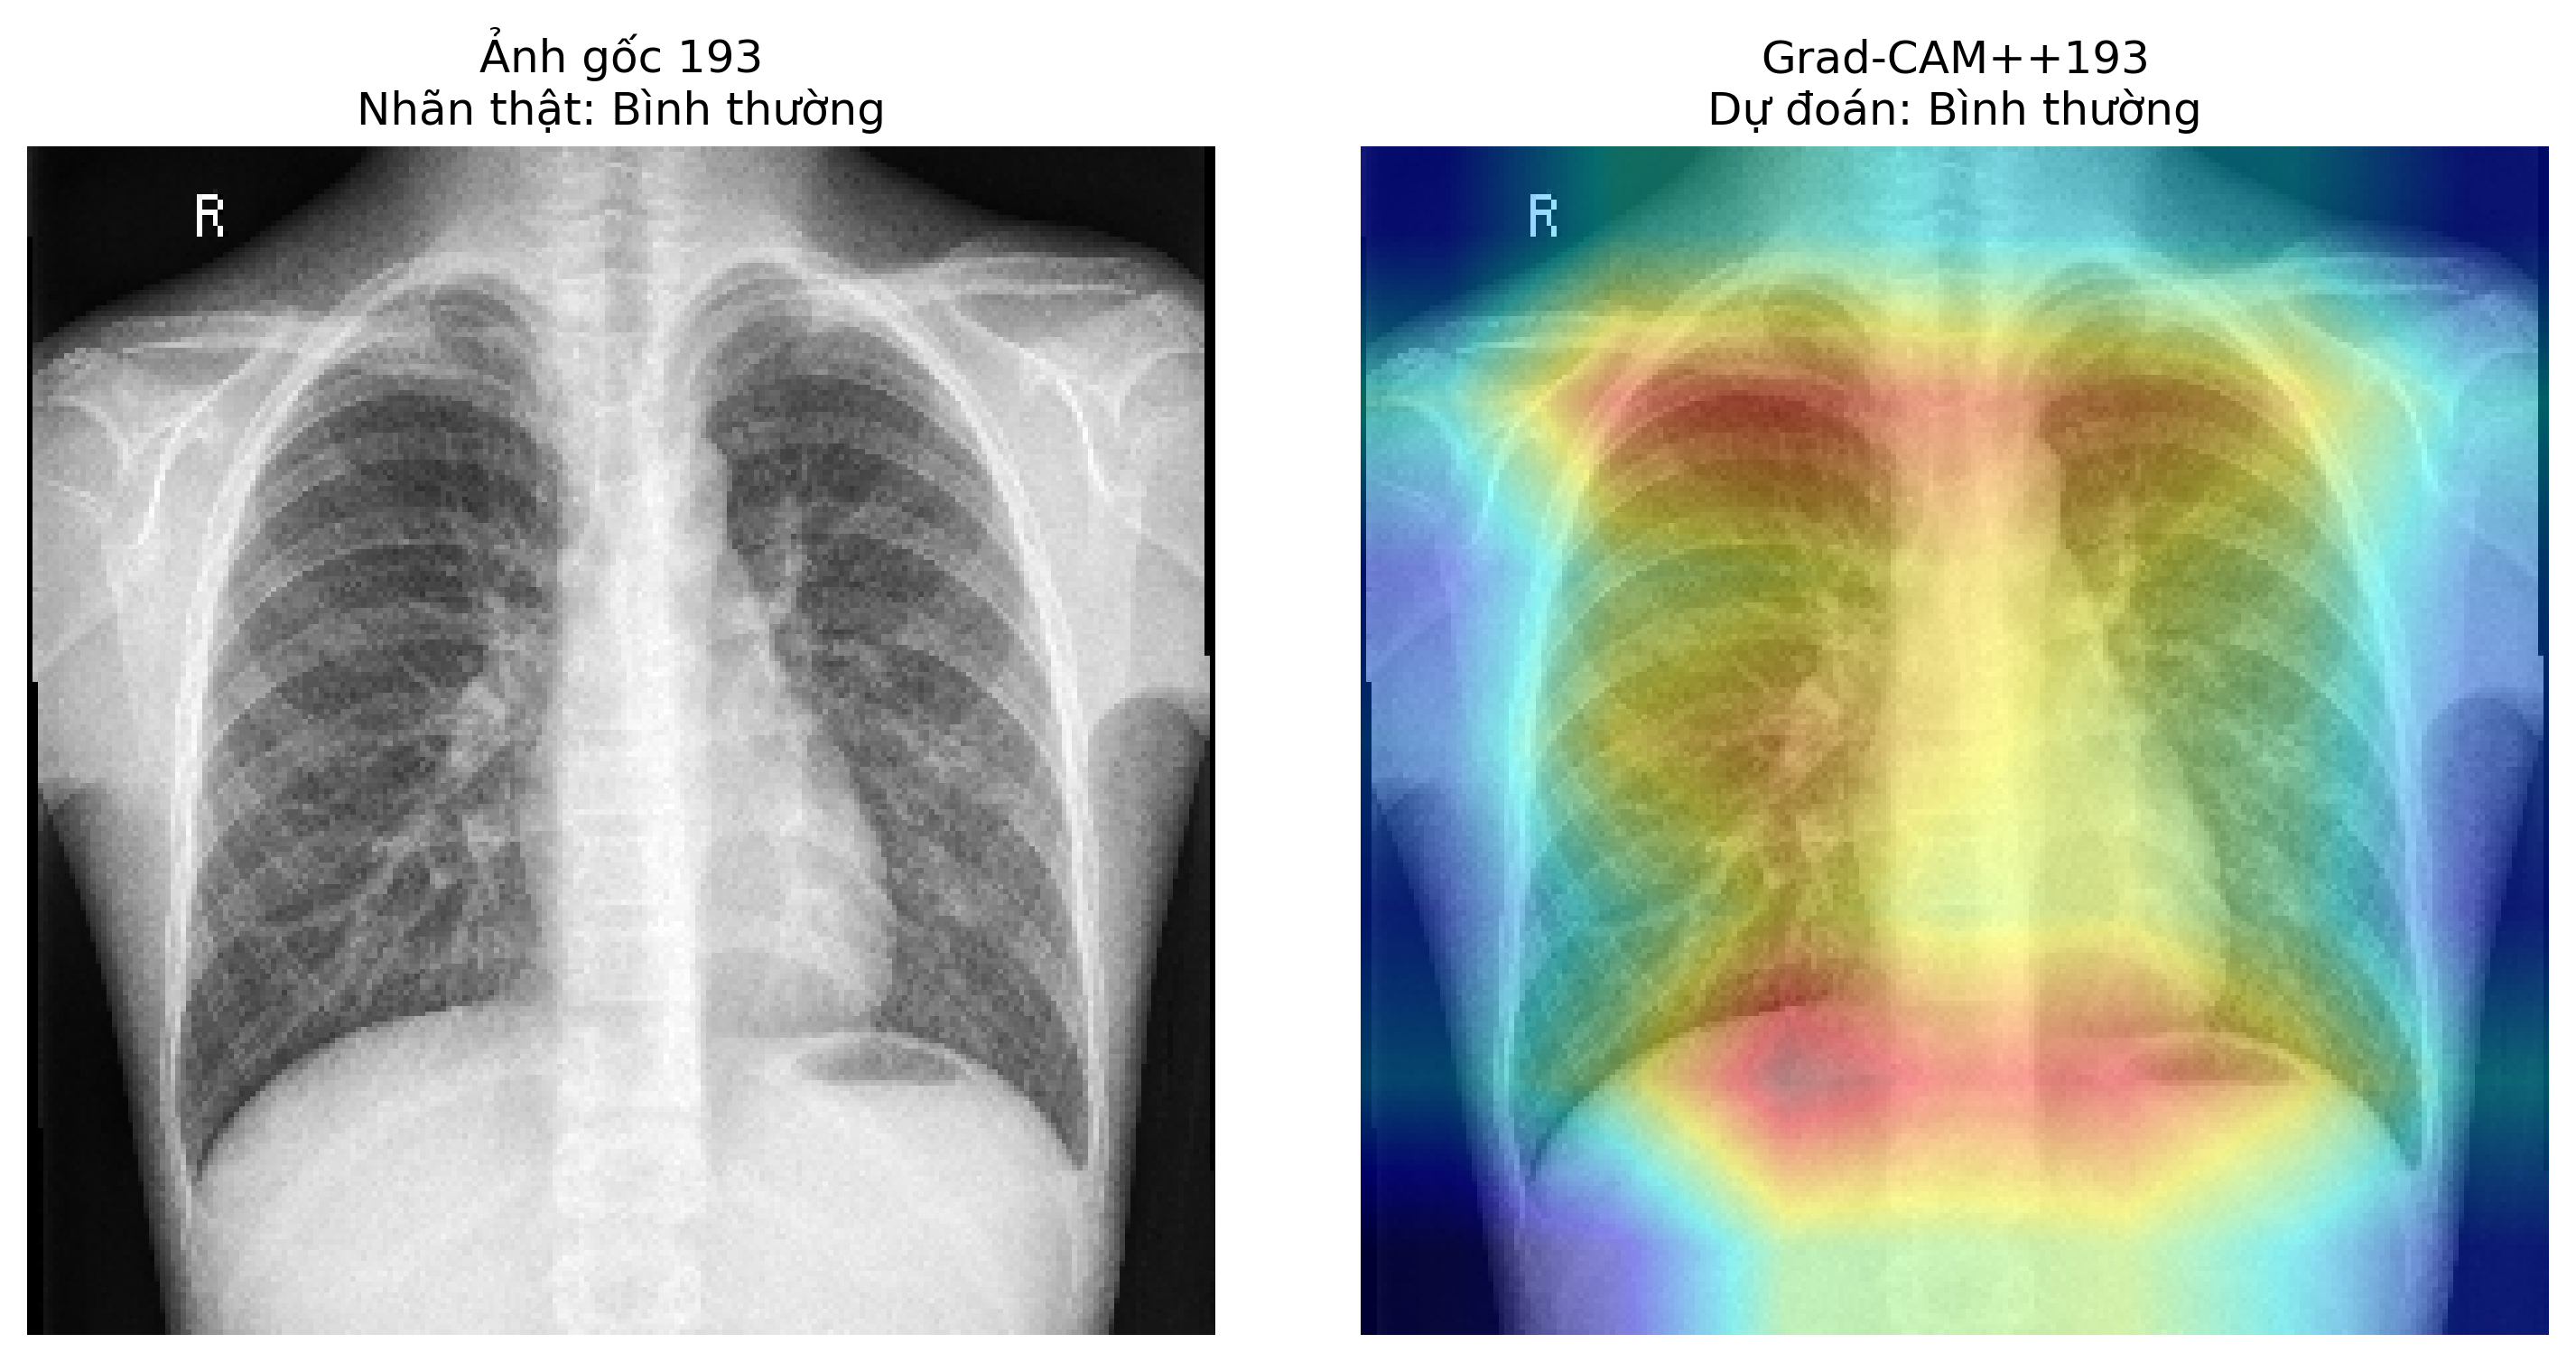 Ảnh gốc 193
Nhãn thật: Bình thường
R
Grad-CAM++193
Dự đoán: Bình thường
R